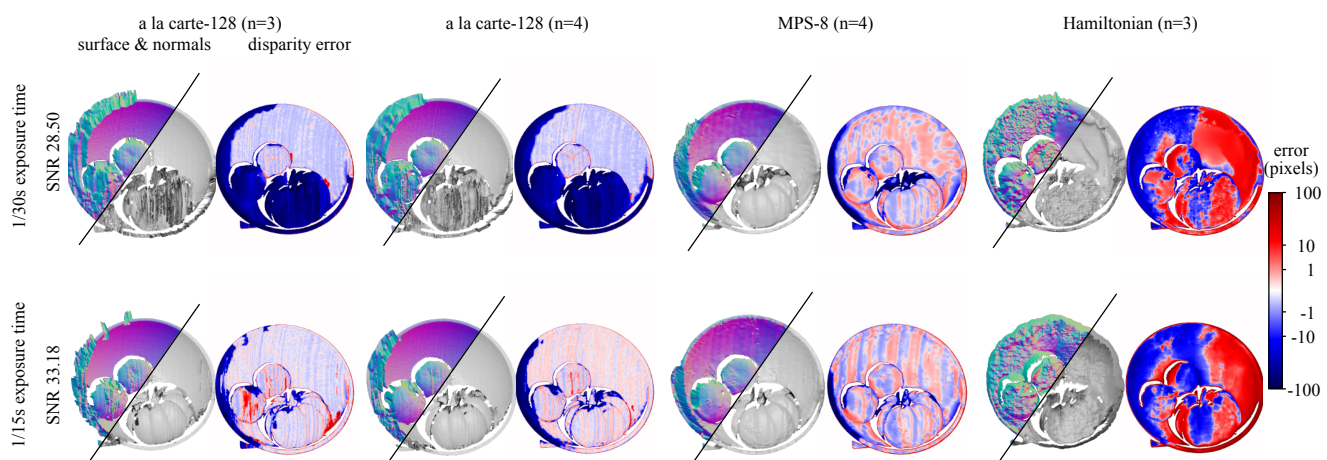 a la carte-128 (n=3)
a la carte-128 (n=4)
MPS-8 (n=4)
Hamiltonian (n=3)
surface & normals
disparity error
1/30s exposure time
SNR 28.50
1/15s exposure time
SNR 33.18
error
(pixels)
100
10
1
-1
-10
-100